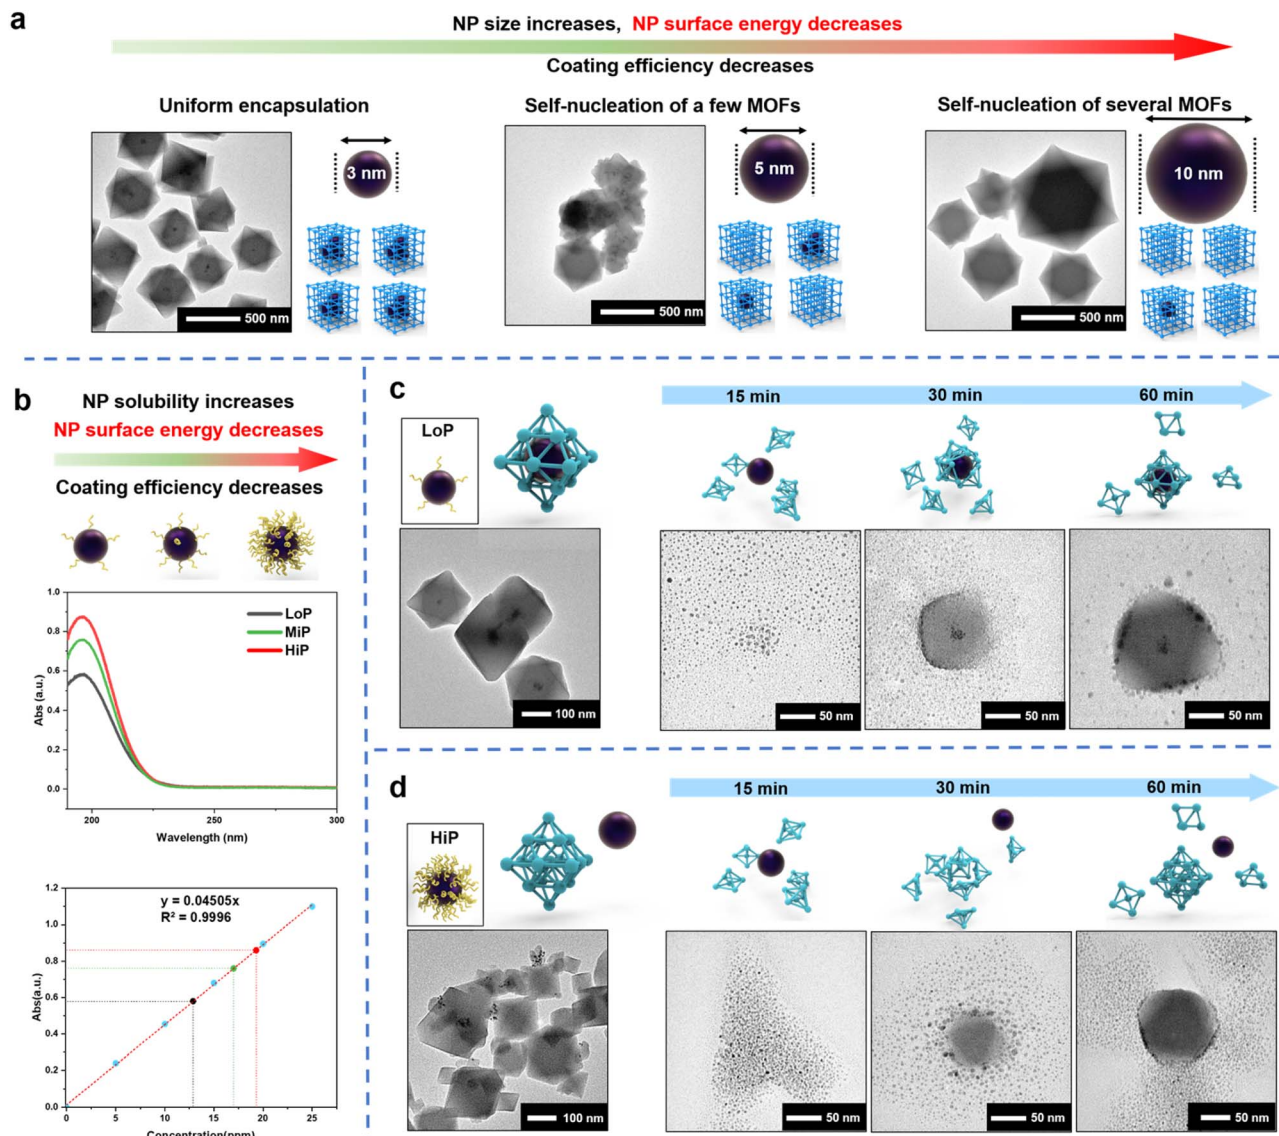 a
NP size increases, NP surface energy decreases
Coating efficiency decreases
Uniform encapsulation
3 nm
500 nm
Self-nucleation of a few MOFs
5 nm
500 nm
Self-nucleation of several MOFs
10 nm
500 nm
b
NP solubility increases
NP surface energy decreases
Coating efficiency decreases
1.0
0.8
0.6
0.4
0.2
0.0
Abs (a.u.)
LoP
MiP
HiP
200
250
300
Wavelength (nm)
1.2
1.0
0.8
0.6
0.4
0.2
0.0
Abs(a.u.)
y = 0.04505x
R² = 0.9996
0
5
10
15
20
25
Concentration(ppm)
c
LoP
100 nm
15 min
30 min
60 min
50 nm
50 nm
50 nm
d
HiP
100 nm
15 min
30 min
60 min
50 nm
50 nm
50 nm